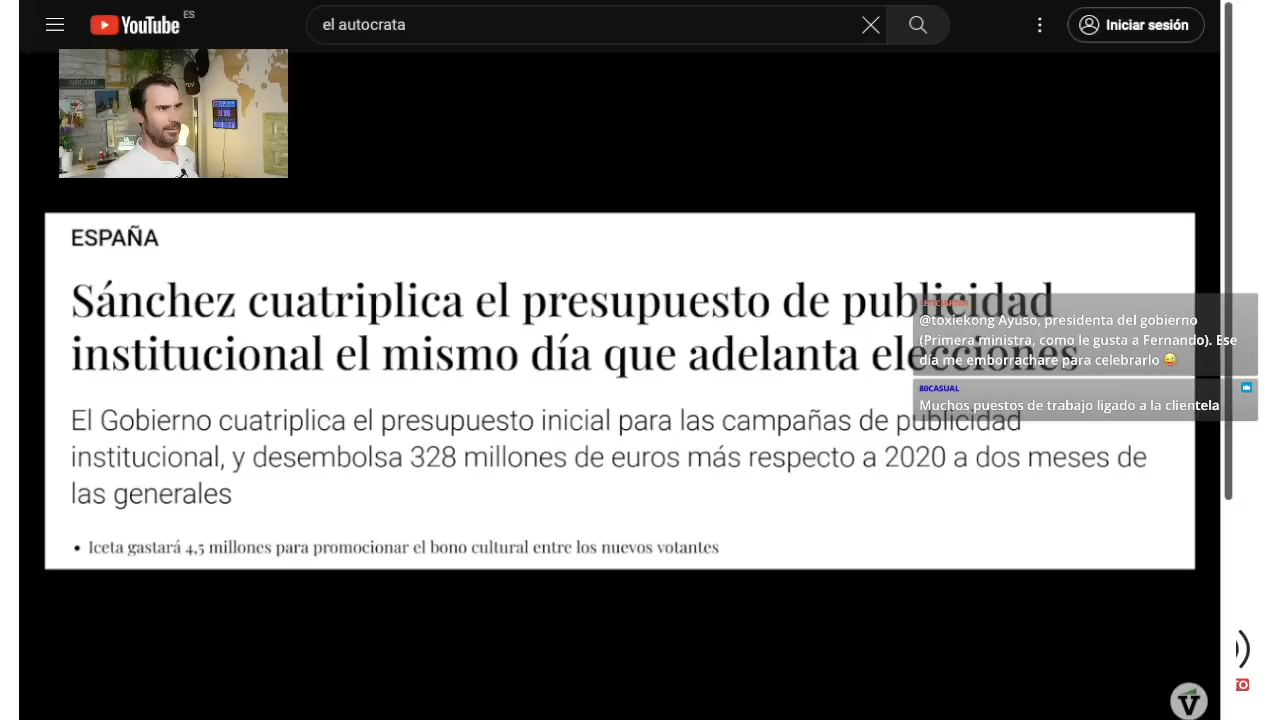 YouTube
ES
el autocrata
Iniciar sesión
ESPAÑA
Sánchez cuatriplica el presupuesto de publicidad
institucional el mismo día que adelanta elecciones
El Gobierno cuatriplica el presupuesto inicial para las campañas de publicidad
institucional, y desembolsa 328 millones de euros más respecto a 2020 a dos meses de
las generales
• Iceta gastará 4,5 millones para promocionar el bono cultural entre los nuevos votantes
@toxiekong Ayuso, presidenta del gobierno
(Primera ministra, como le gusta a Fernando). Ese
día me emborrachare para celebrarlo 😜
80CASUAL
Muchos puestos de trabajo ligado a la clientela
V